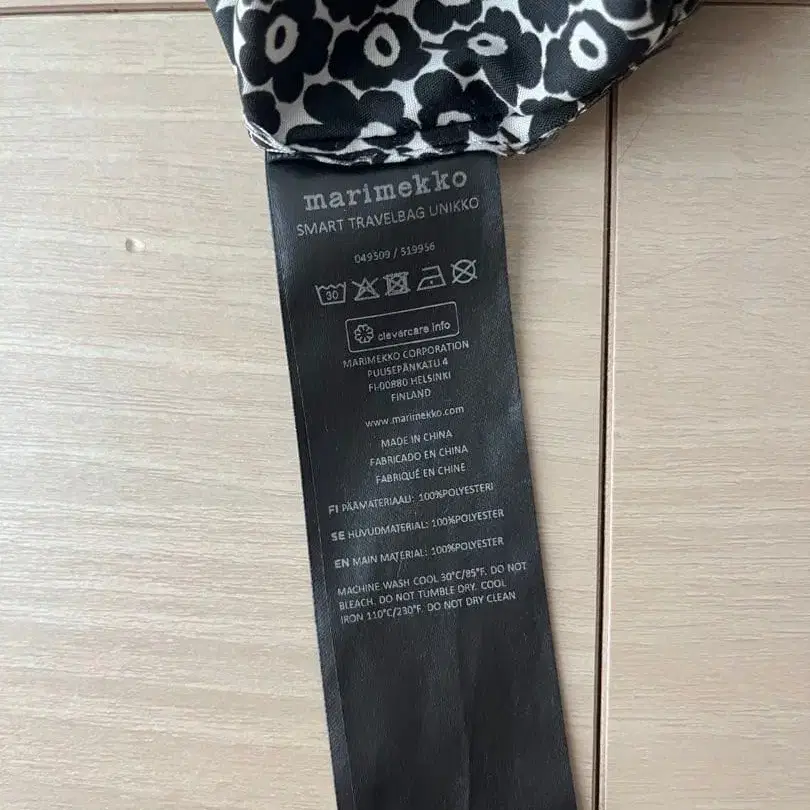 marimekko
SMART TRAVELBAG UNIKKO
049509 / 519956
30
clevercare.info
MARIMEKKO CORPORATION
PUUSEPÄNKATU 4
FI-00880 HELSINKI
FINLAND
www.marimekko.com
MADE IN CHINA
FABRICADO EN CHINA
FABRIQUÉ EN CHINE
FI PÄÄMATERIAALI: 100%POLYESTERI
SE HUVUDMATERIAL: 100%POLYESTER
EN MAIN MATERIAL: 100%POLYESTER
MACHINE WASH COOL 30°C/85°F. DO NOT
BLEACH. DO NOT TUMBLE DRY. COOL
IRON 110°C/230°F. DO NOT DRY CLEAN